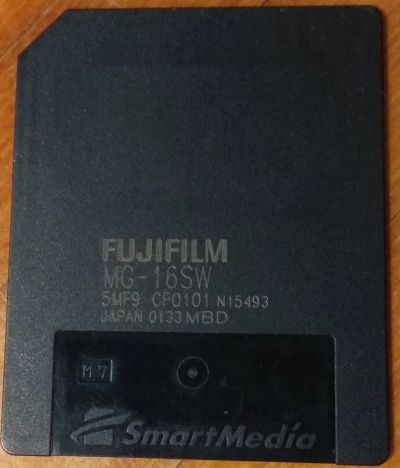 FUJIFILM
MG-16SW
5MF9 CF0101 N15493
JAPAN 0133 MBD
M 7
SmartMedia